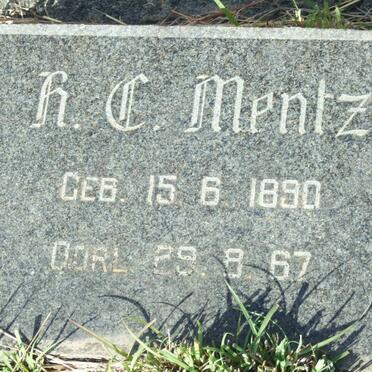 H. C. Mentz
GEB. 15. 6. 1890
OORL. 29. 8. 67